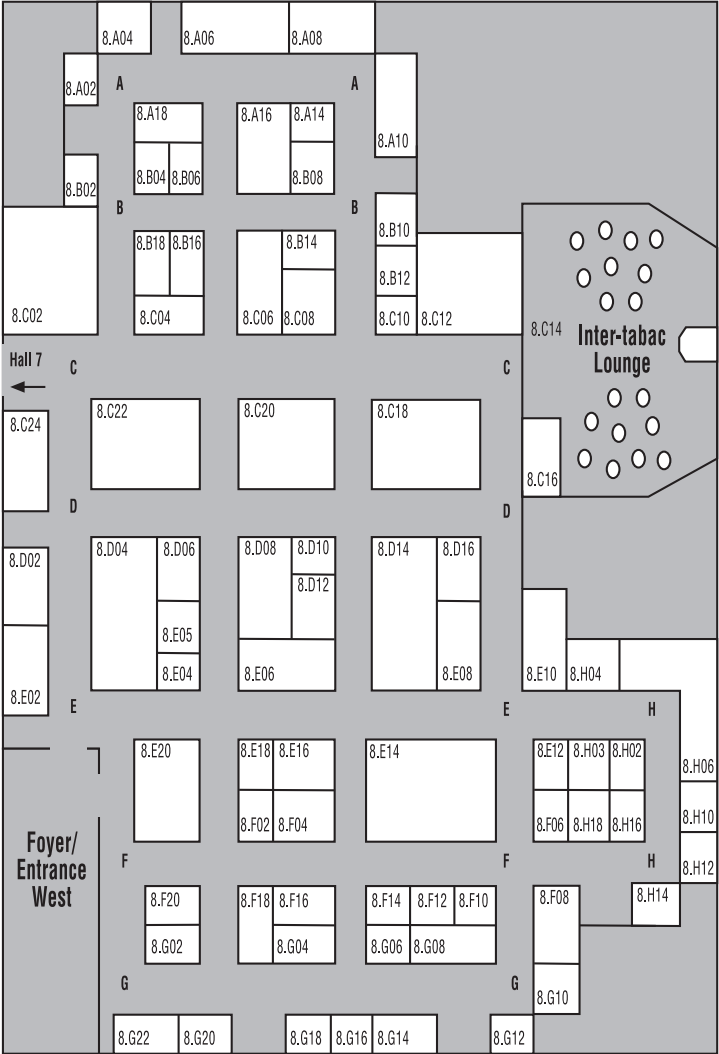 8.A04
8.A06
8.A08
8.A02
A
A
8.A18
8.A16
8.A14
8.A10
8.B04
8.B06
8.B08
8.B02
B
B
8.B10
8.B18
8.B16
8.B14
8.B12
8.C02
8.C04
8.C06
8.C08
8.C10
8.C12
8.C14
Inter-tabac
Lounge
Hall 7
C
C
8.C24
8.C22
8.C20
8.C18
8.C16
D
D
8.D02
8.D04
8.D06
8.D08
8.D10
8.D12
8.D14
8.D16
8.E05
8.E02
8.E04
8.E06
8.E08
8.E10
8.H04
E
E
H
8.E20
8.E18
8.E16
8.E14
8.E12
8.H03
8.H02
8.H06
8.F02
8.F04
8.F06
8.H18
8.H16
8.H10
Foyer/
Entrance
West
F
F
H
8.H12
8.F20
8.F18
8.F16
8.F14
8.F12
8.F10
8.F08
8.H14
8.G02
8.G04
8.G06
8.G08
G
G
8.G10
8.G22
8.G20
8.G18
8.G16
8.G14
8.G12